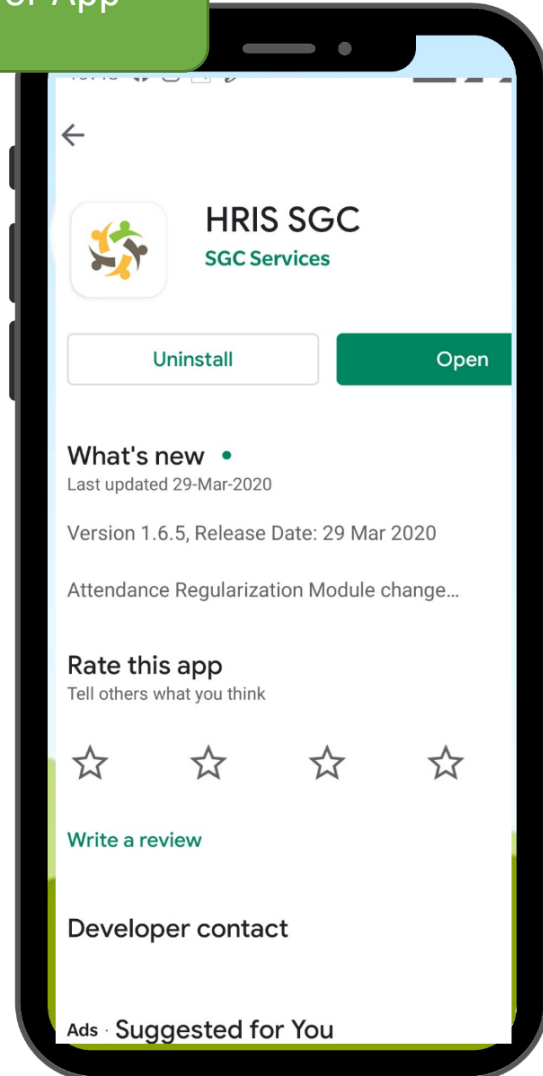 App
HRIS SGC
SGC Services
Uninstall
Open
What's new
Last updated 29-Mar-2020
Version 1.6.5, Release Date: 29 Mar 2020
Attendance Regularization Module change...
Rate this app
Tell others what you think
Write a review
Developer contact
Ads · Suggested for You